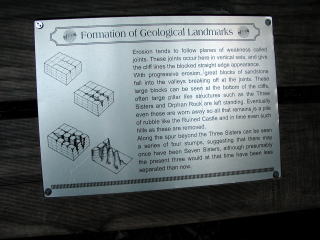 Formation of Geological Landmarks
Erosion tends to follow planes of weakness called
joints. These joints occur here in vertical sets, and give
the cliff lines the blocked straight edge appearance.
With progressive erosion, great blocks of sandstone
fall into the valleys breaking off at the joints. These
large blocks can be seen at the bottom of the cliffs,
often large pillar like structures such as the Three
Sisters and Orphan Rock are left standing. Eventually
even these are worn away so all that remains is a pile
of rubble like the Ruined Castle and in time even such
hills as these are removed.
Along the spur beyond the Three Sisters can be seen
a series of four stumps, suggesting that there may
once have been Seven Sisters, although presumably
the present three would at that time have been less
separated than now.